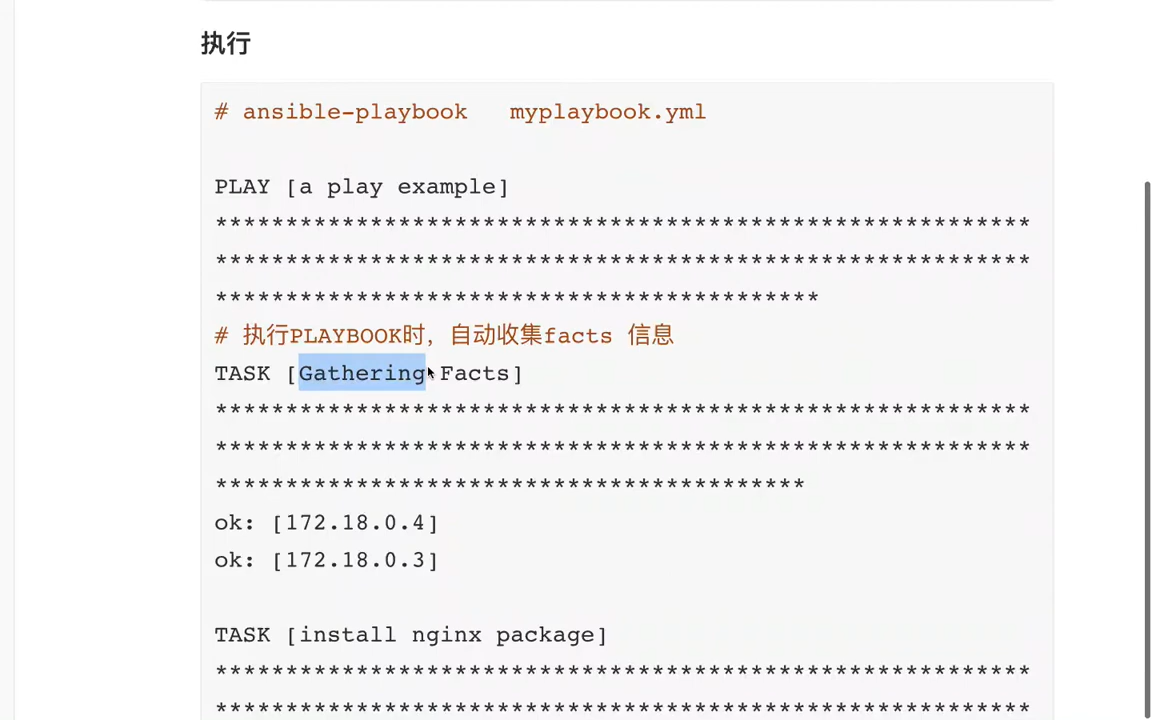 执行
# ansible-playbook   myplaybook.yml
PLAY [a play example]
**********************************************************
**********************************************************
*******************************************
# 执行PLAYBOOK时，自动收集facts 信息
TASK [Gathering Facts]
**********************************************************
**********************************************************
******************************************
ok: [172.18.0.4]
ok: [172.18.0.3]
TASK [install nginx package]
**********************************************************
**********************************************************